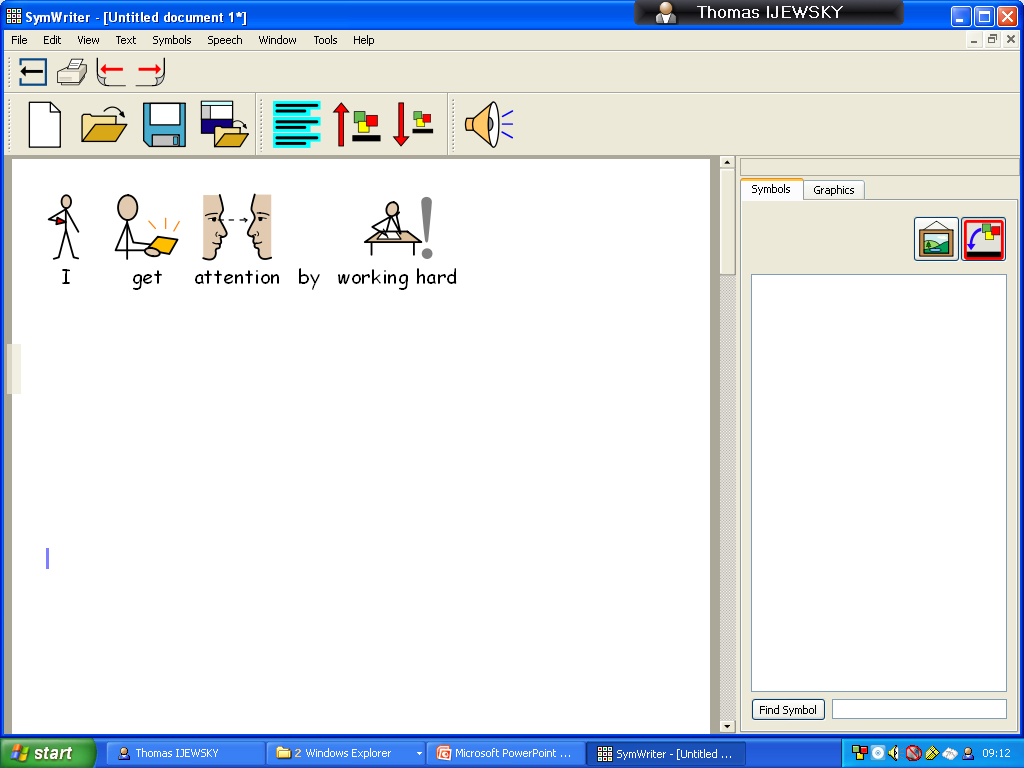 SymWriter - [Untitled document 1*]
Thomas IJEWSKY
File Edit View Text Symbols Speech Window Tools Help
Symbols Graphics
I get attention by working hard
Find Symbol
start Thomas IJEWSKY 2 Windows Explorer Microsoft PowerPoint ... SymWriter - [Untitled ... 09:12